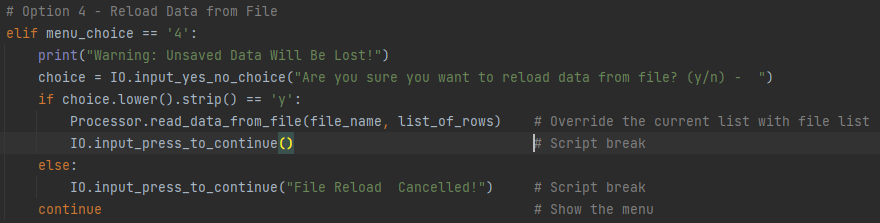 # Option 4 - Reload Data from File
elif menu_choice == '4':
    print("Warning: Unsaved Data Will Be Lost!")
    choice = IO.input_yes_no_choice("Are you sure you want to reload data from file? (y/n) -  ")
    if choice.lower().strip() == 'y':
        Processor.read_data_from_file(file_name, list_of_rows)    # Override the current list with file list
        IO.input_press_to_continue()                              # Script break
    else:
        IO.input_press_to_continue("File Reload  Cancelled!")     # Script break
    continue                                                      # Show the menu